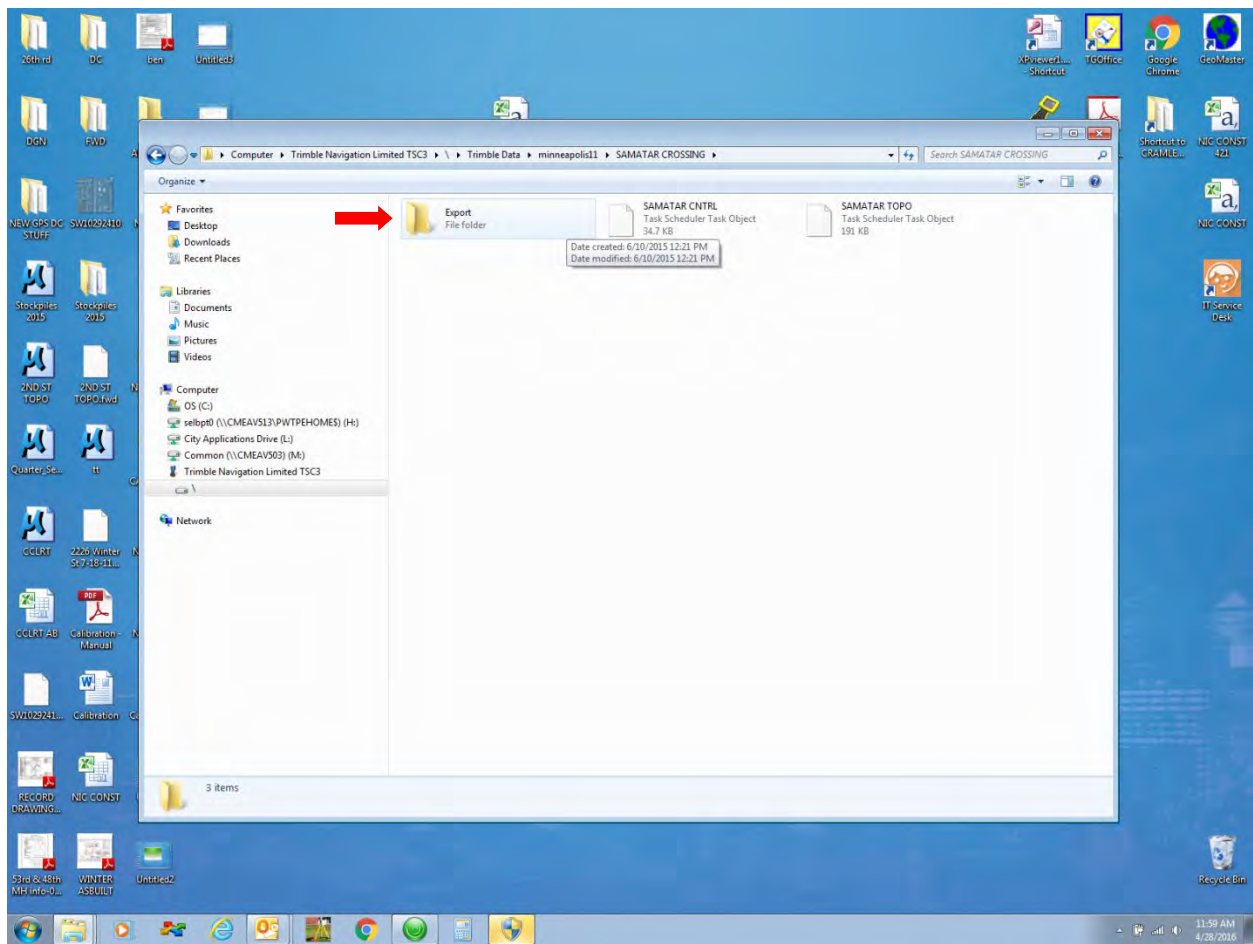 26th rd
DC
ben
Untitled3
XPviewer1....
- Shortcut
TGOffice
Google
Chrome
GeoMaster
DGN
FWD
Shortcut to
GRAMLE...
NIC CONST
421
Computer ▸ Trimble Navigation Limited TSC3 ▸ \ ▸ Trimble Data ▸ minneapolis11 ▸ SAMATAR CROSSING ▸
Search SAMATAR CROSSING
Organize
NEW GPS DC
STUFF
SW10292410
NIC CONST
Favorites
Desktop
Downloads
Recent Places
Libraries
Documents
Music
Pictures
Videos
Computer
OS (C:)
selbpt0 (\\CMEAV513\PWTPEHOME$) (H:)
City Applications Drive (L:)
Common (\\CMEAV503) (M:)
Trimble Navigation Limited TSC3
\
Network
Export
File folder
SAMATAR CNTRL
Task Scheduler Task Object
34.7 KB
SAMATAR TOPO
Task Scheduler Task Object
191 KB
Date created: 6/10/2015 12:21 PM
Date modified: 6/10/2015 12:21 PM
Stockpiles
2015
Stockpiles
2015
IT Service
Desk
2ND ST
TOPO
2ND ST
TOPO.fwd
Quarter_Se...
tt
CCLRT
2226 Winter
St 7-18-11...
CCLRT AB
PDF
Calibration -
Manual
SW1029241...
Calibration
RECORD
DRAWING...
NIC CONST
3 items
53rd & 48th
MH info-0...
WINTER
ASBUILT
Untitled2
Recycle Bin
11:59 AM
4/28/2016